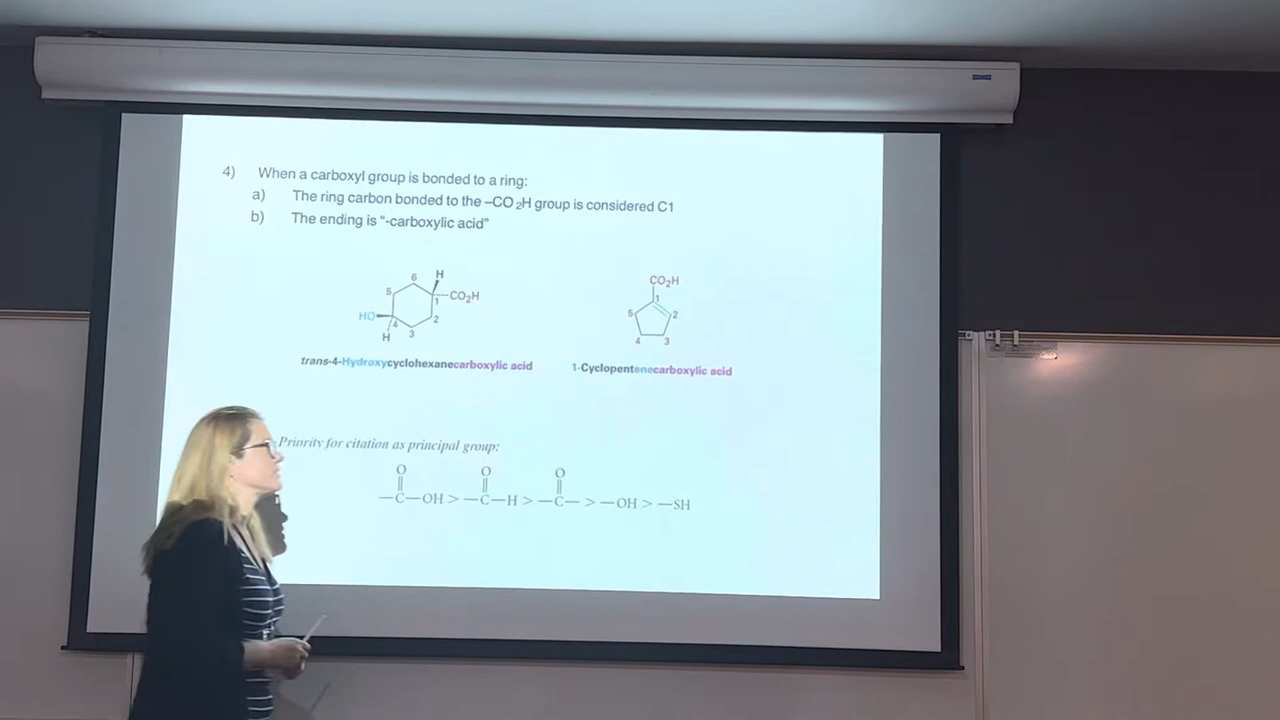 4) When a carboxyl group is bonded to a ring:
a) The ring carbon bonded to the –CO₂H group is considered C1
b) The ending is “-carboxylic acid”
6 H
5 1 CO₂H
HO 4 3 2
H
trans-4-Hydroxycyclohexanecarboxylic acid
CO₂H
1
5 2
4 3
1-Cyclopentenecarboxylic acid
Priority for citation as principal group:
O O O
—C—OH > —C—H > —C— > —OH > —SH